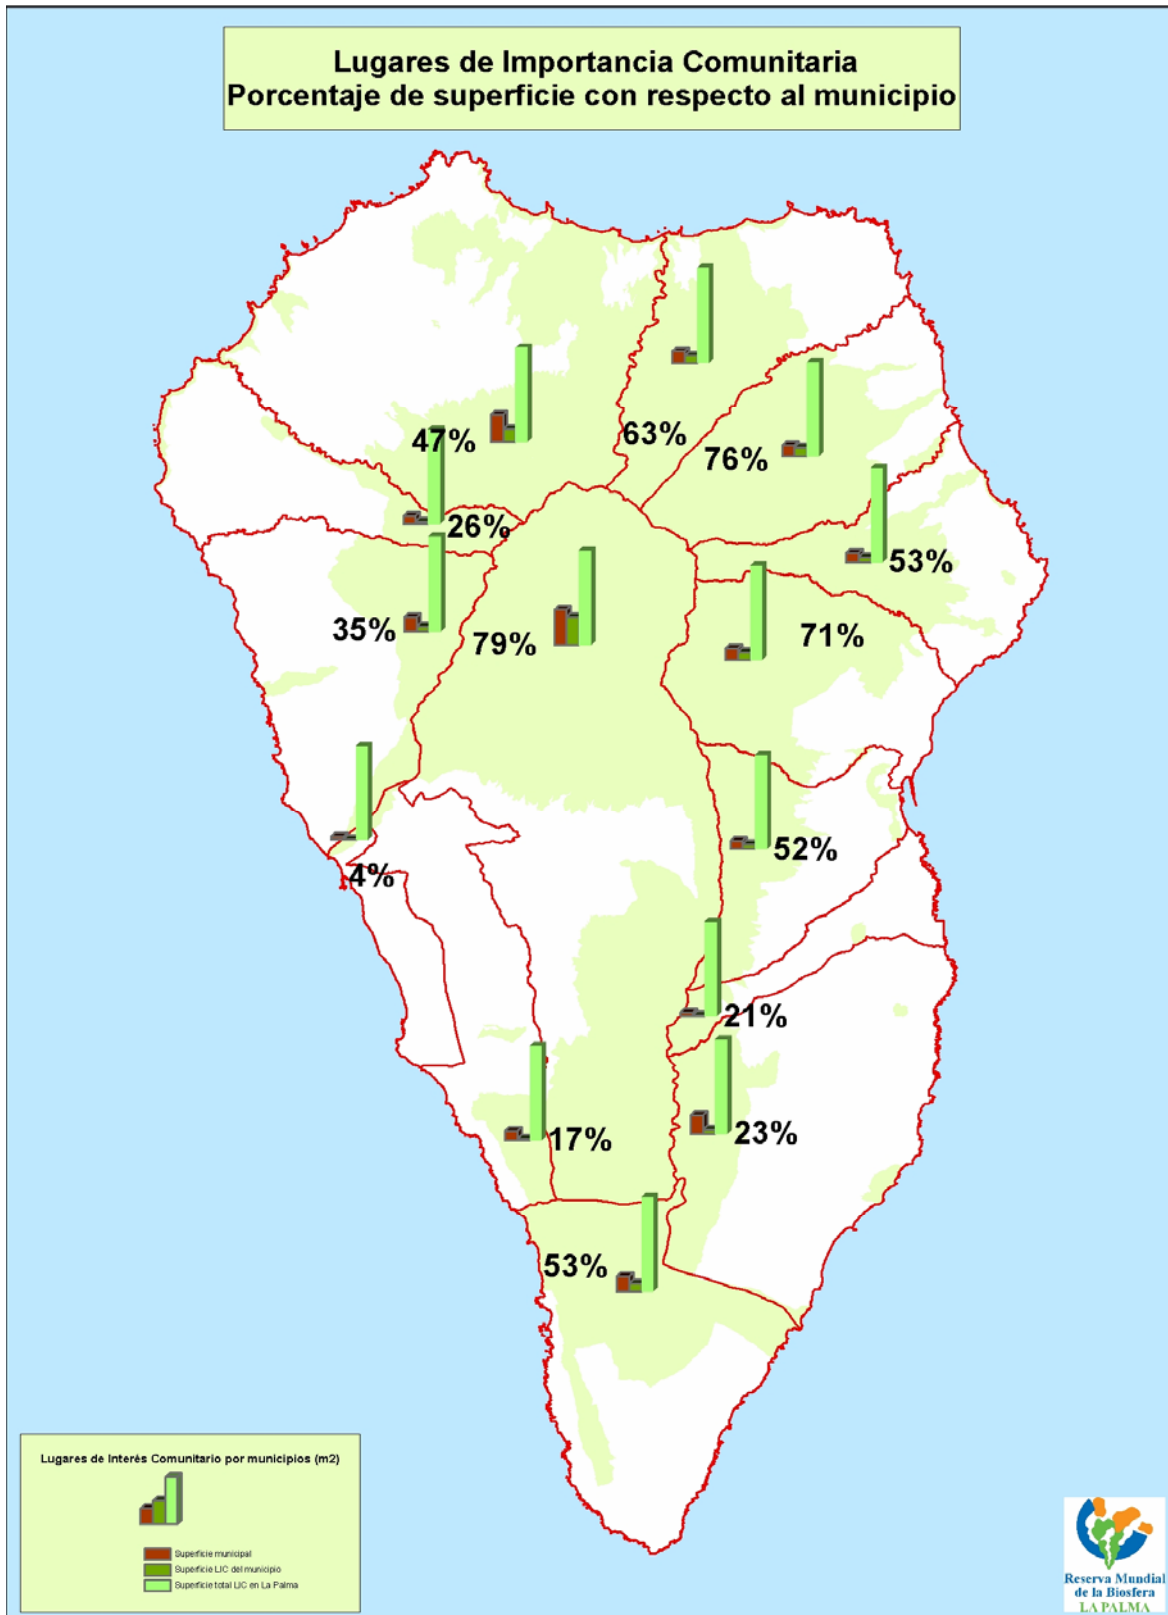 Lugares de Importancia Comunitaria
Porcentaje de superficie con respecto al municipio
63%
47%
76%
26%
53%
35%
79%
71%
52%
4%
21%
17%
23%
53%
Lugares de Interés Comunitario por municipios (m2)
Superficie municipal
Superficie LIC del municipio
Superficie total LIC en La Palma
Reserva Mundial
de la Biosfera
LA PALMA